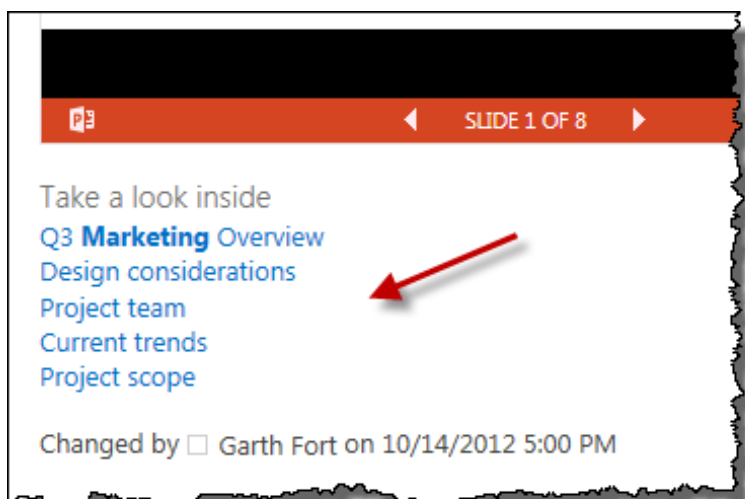 SLIDE 1 OF 8
Take a look inside
Q3 Marketing Overview
Design considerations
Project team
Current trends
Project scope
Changed by Garth Fort on 10/14/2012 5:00 PM